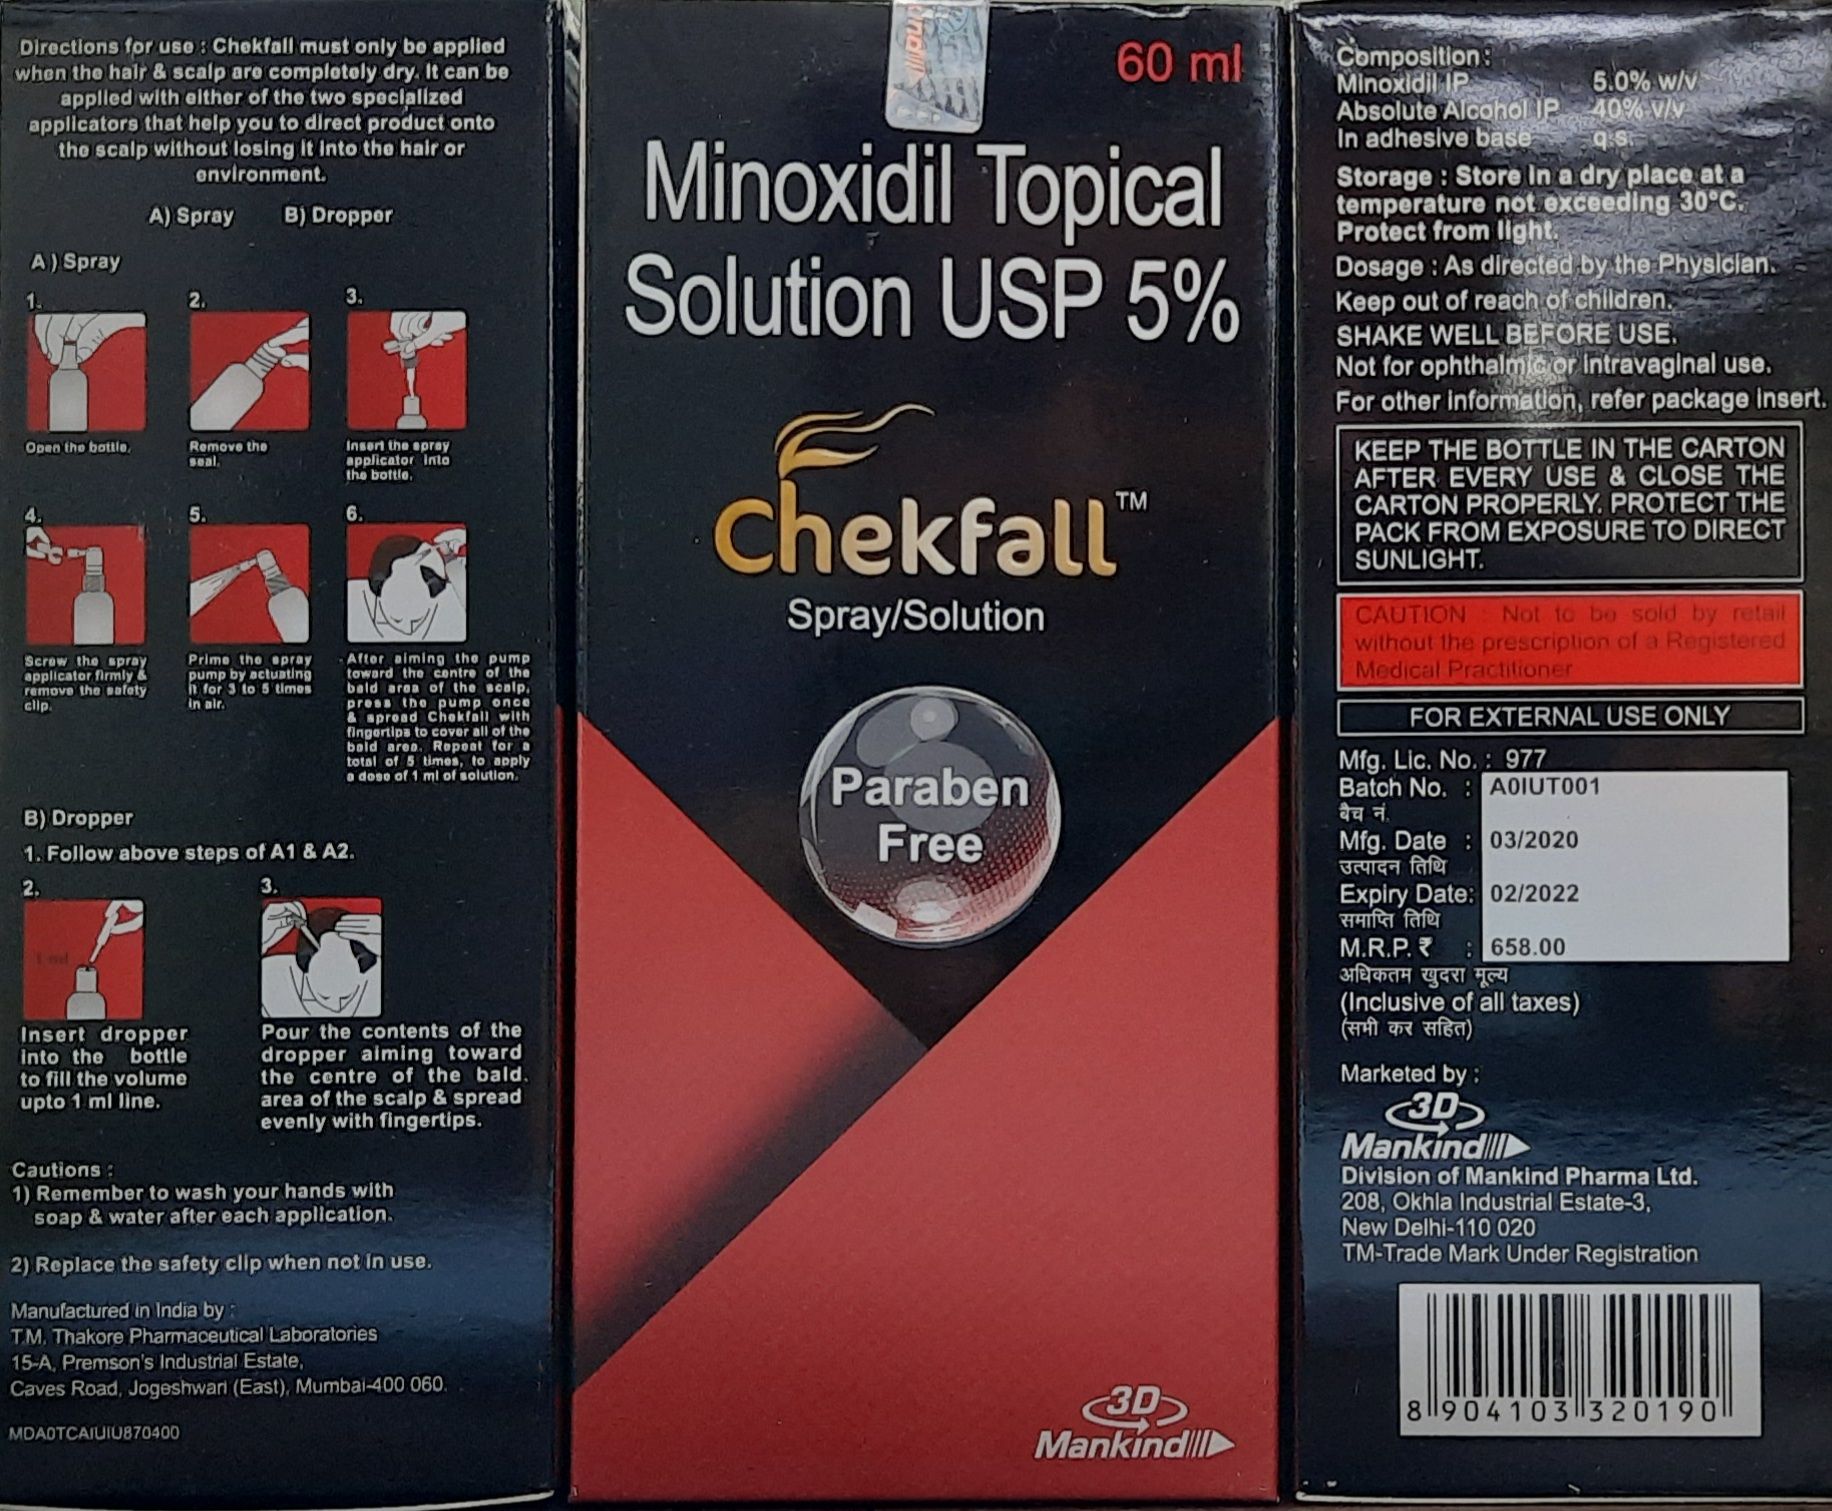 Directions for use : Chekfall must only be applied
when the hair & scalp are completely dry. It can be
applied with either of the two specialized
applicators that help you to direct product onto
the scalp without losing it into the hair or
environment.
A) Spray B) Dropper
A ) Spray
1. 2. 3.
Open the bottle.
Remove the
seal.
Insert the spray
applicator into
the bottle.
4. 5. 6.
Screw the spray
applicator firmly &
remove the safety
clip.
Prime the spray
pump by actuating
it for 3 to 5 times
in air.
After aiming the pump
toward the centre of the
bald area of the scalp,
press the pump once
& spread Chekfall with
fingertips to cover all of the
bald area. Repeat for a
total of 5 times, to apply
a dose of 1 ml of solution.
B) Dropper
1. Follow above steps of A1 & A2.
2. 3.
1 ml
Insert dropper
into the bottle
to fill the volume
upto 1 ml line.
Pour the contents of the
dropper aiming toward
the centre of the bald.
area of the scalp & spread
evenly with fingertips.
Cautions :
1) Remember to wash your hands with
soap & water after each application.
2) Replace the safety clip when not in use.
Manufactured in India by :
T.M. Thakore Pharmaceutical Laboratories
15-A, Premson's Industrial Estate,
Caves Road, Jogeshwari (East), Mumbai-400 060.
MDA0TCAIUIU870400
60 ml
Minoxidil Topical
Solution USP 5%
Chekfall™
Spray/Solution
Paraben
Free
3D
Mankind
Composition :
Minoxidil IP 5.0% w/v
Absolute Alcohol IP 40% v/v
In adhesive base q.s.
Storage : Store in a dry place at a
temperature not exceeding 30°C.
Protect from light.
Dosage : As directed by the Physician.
Keep out of reach of children.
SHAKE WELL BEFORE USE.
Not for ophthalmic or Intravaginal use.
For other information, refer package insert.
KEEP THE BOTTLE IN THE CARTON
AFTER EVERY USE & CLOSE THE
CARTON PROPERLY. PROTECT THE
PACK FROM EXPOSURE TO DIRECT
SUNLIGHT.
CAUTION : Not to be sold by retail
without the prescription of a Registered
Medical Practitioner
FOR EXTERNAL USE ONLY
Mfg. Lic. No. : 977
Batch No. : A0IUT001
बैच नं.
Mfg. Date : 03/2020
उत्पादन तिथि
Expiry Date: 02/2022
समाप्ति तिथि
M.R.P. ₹ : 658.00
अधिकतम खुदरा मूल्य
(Inclusive of all taxes)
(सभी कर सहित)
Marketed by :
3D
Mankind
Division of Mankind Pharma Ltd.
208, Okhla Industrial Estate-3,
New Delhi-110 020
TM-Trade Mark Under Registration
8 904103 320190